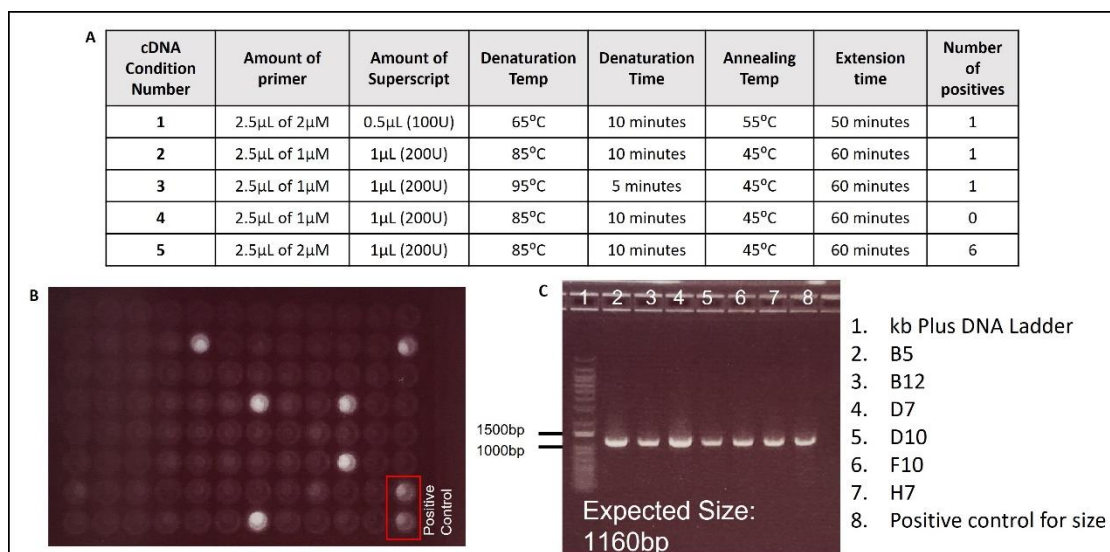 A
cDNA Condition Number
Amount of primer
Amount of Superscript
Denaturation Temp
Denaturation Time
Annealing Temp
Extension time
Number of positives
1 2.5µL of 2µM 0.5µL (100U) 65°C 10 minutes 55°C 50 minutes 1
2 2.5µL of 1µM 1µL (200U) 85°C 10 minutes 45°C 60 minutes 1
3 2.5µL of 1µM 1µL (200U) 95°C 5 minutes 45°C 60 minutes 1
4 2.5µL of 1µM 1µL (200U) 85°C 10 minutes 45°C 60 minutes 0
5 2.5µL of 2µM 1µL (200U) 85°C 10 minutes 45°C 60 minutes 6
B
Positive
Control
C
1 2 3 4 5 6 7 8
1500bp
1000bp
Expected Size:
1160bp
1. kb Plus DNA Ladder
2. B5
3. B12
4. D7
5. D10
6. F10
7. H7
8. Positive control for size